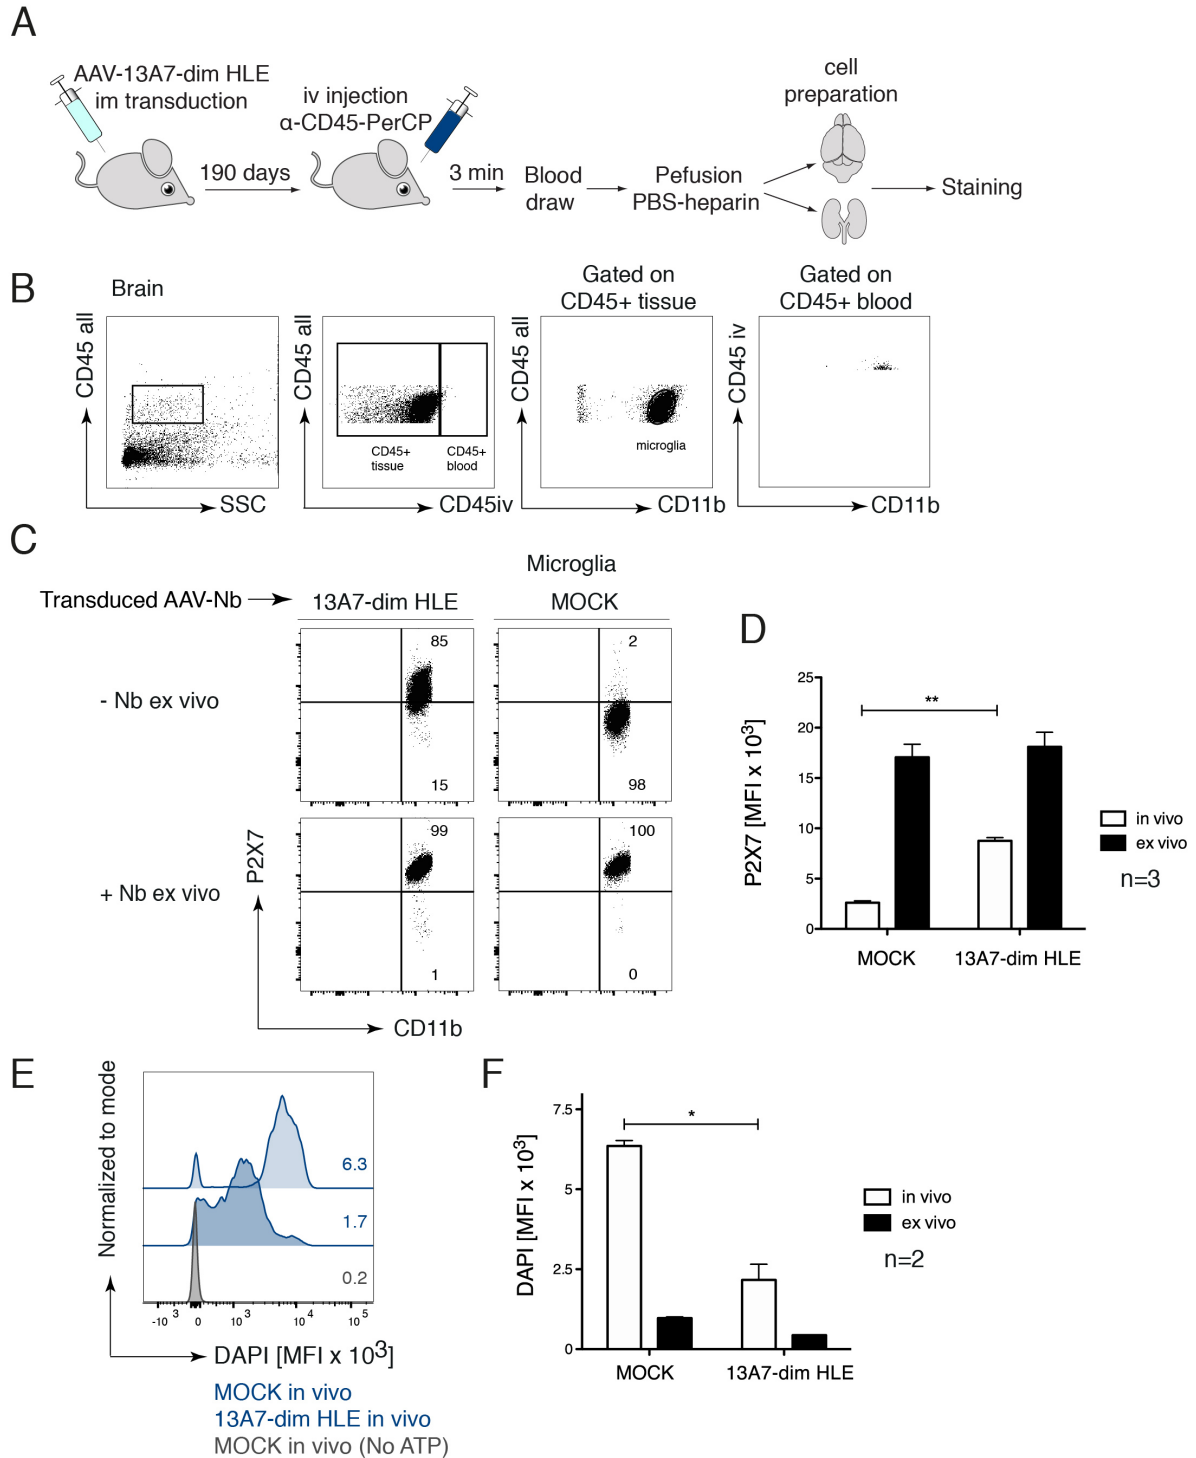 A
AAV-13A7-dim HLE
im transduction
iv injection
α-CD45-PerCP
190 days
3 min
Blood
draw
Pefusion
PBS-heparin
cell
preparation
Staining
B
Brain
CD45 all
SSC
CD45 all
CD45+
tissue
CD45+
blood
CD45iv
Gated on
CD45+ tissue
CD45 all
microglia
CD11b
Gated on
CD45+ blood
CD45 iv
CD11b
C
Microglia
Transduced AAV-Nb
13A7-dim HLE
MOCK
- Nb ex vivo
85
15
2
98
+ Nb ex vivo
99
1
100
0
P2X7
CD11b
D
P2X7 [MFI x 10³]
25
20
15
10
5
0
**
MOCK
13A7-dim HLE
in vivo
ex vivo
n=3
E
Normalized to mode
6.3
1.7
0.2
-10³ 0 10³ 10⁴ 10⁵
DAPI [MFI x 10³]
MOCK in vivo
13A7-dim HLE in vivo
MOCK in vivo (No ATP)
F
DAPI [MFI x 10³]
7.5
5
2.5
0
*
MOCK
13A7-dim HLE
in vivo
ex vivo
n=2